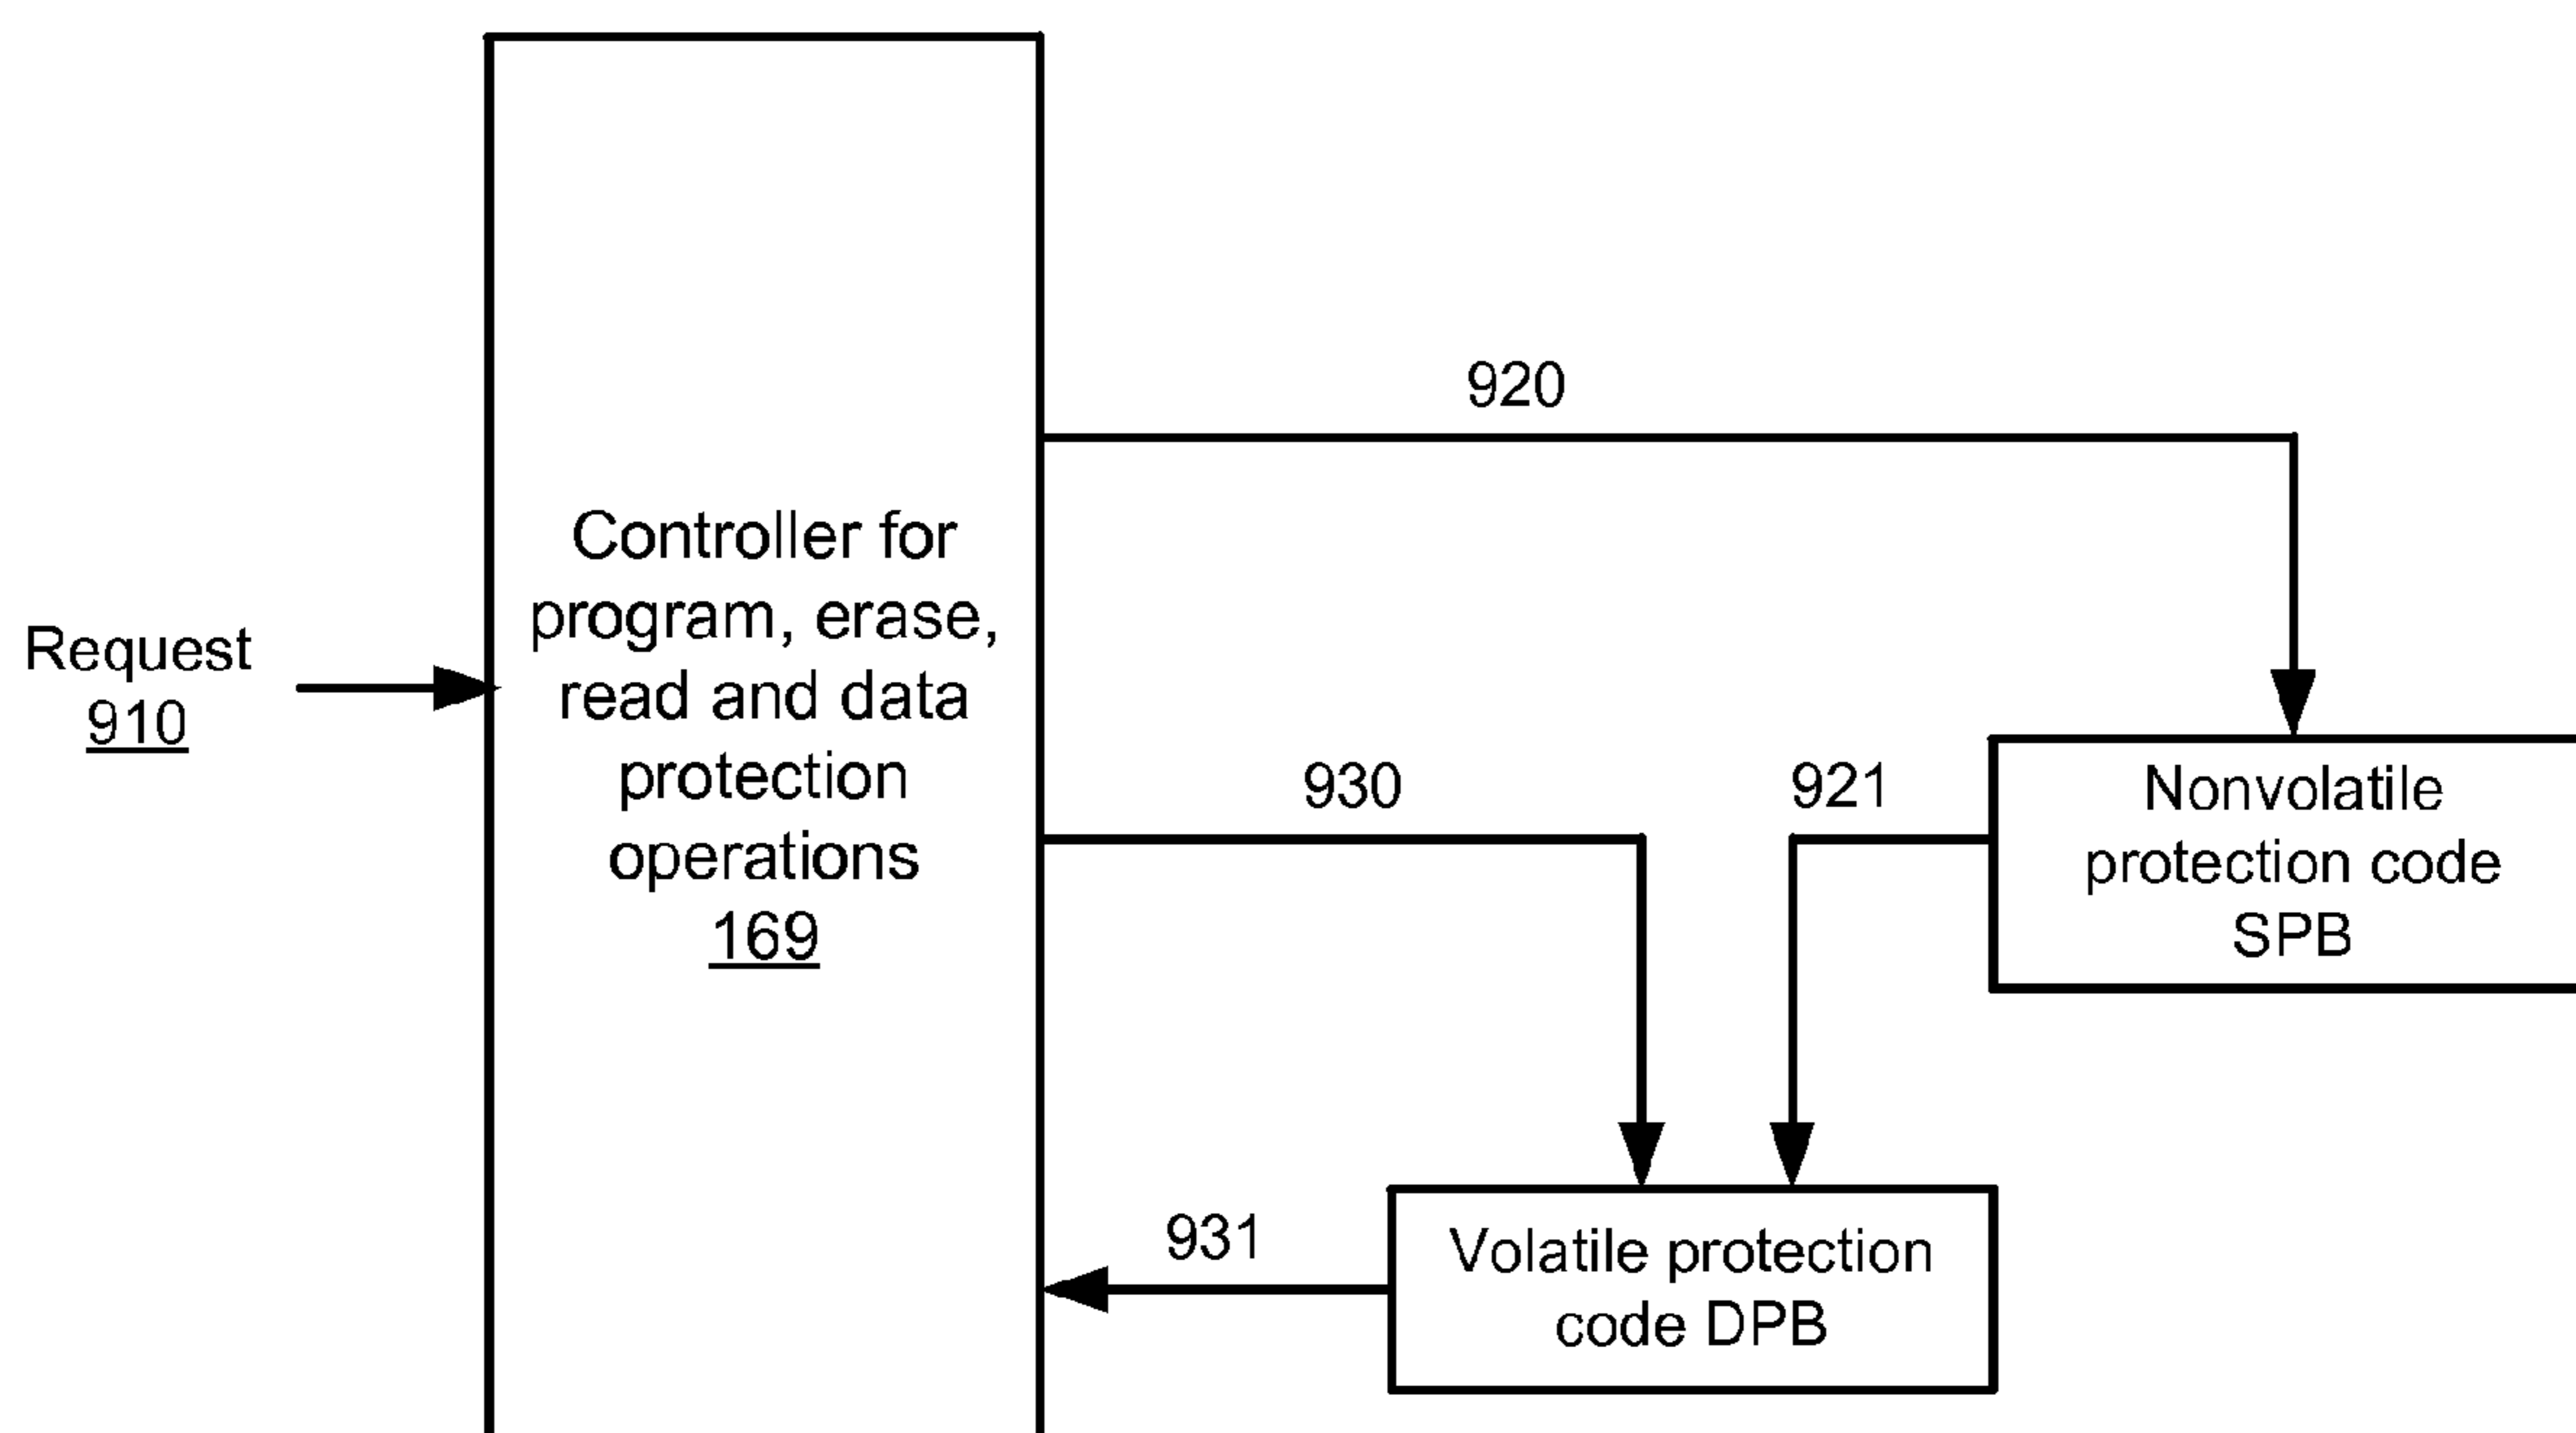 Request
910
Controller for
program, erase,
read and data
protection
operations
169
920
930
921
Nonvolatile
protection code
SPB
931
Volatile protection
code DPB